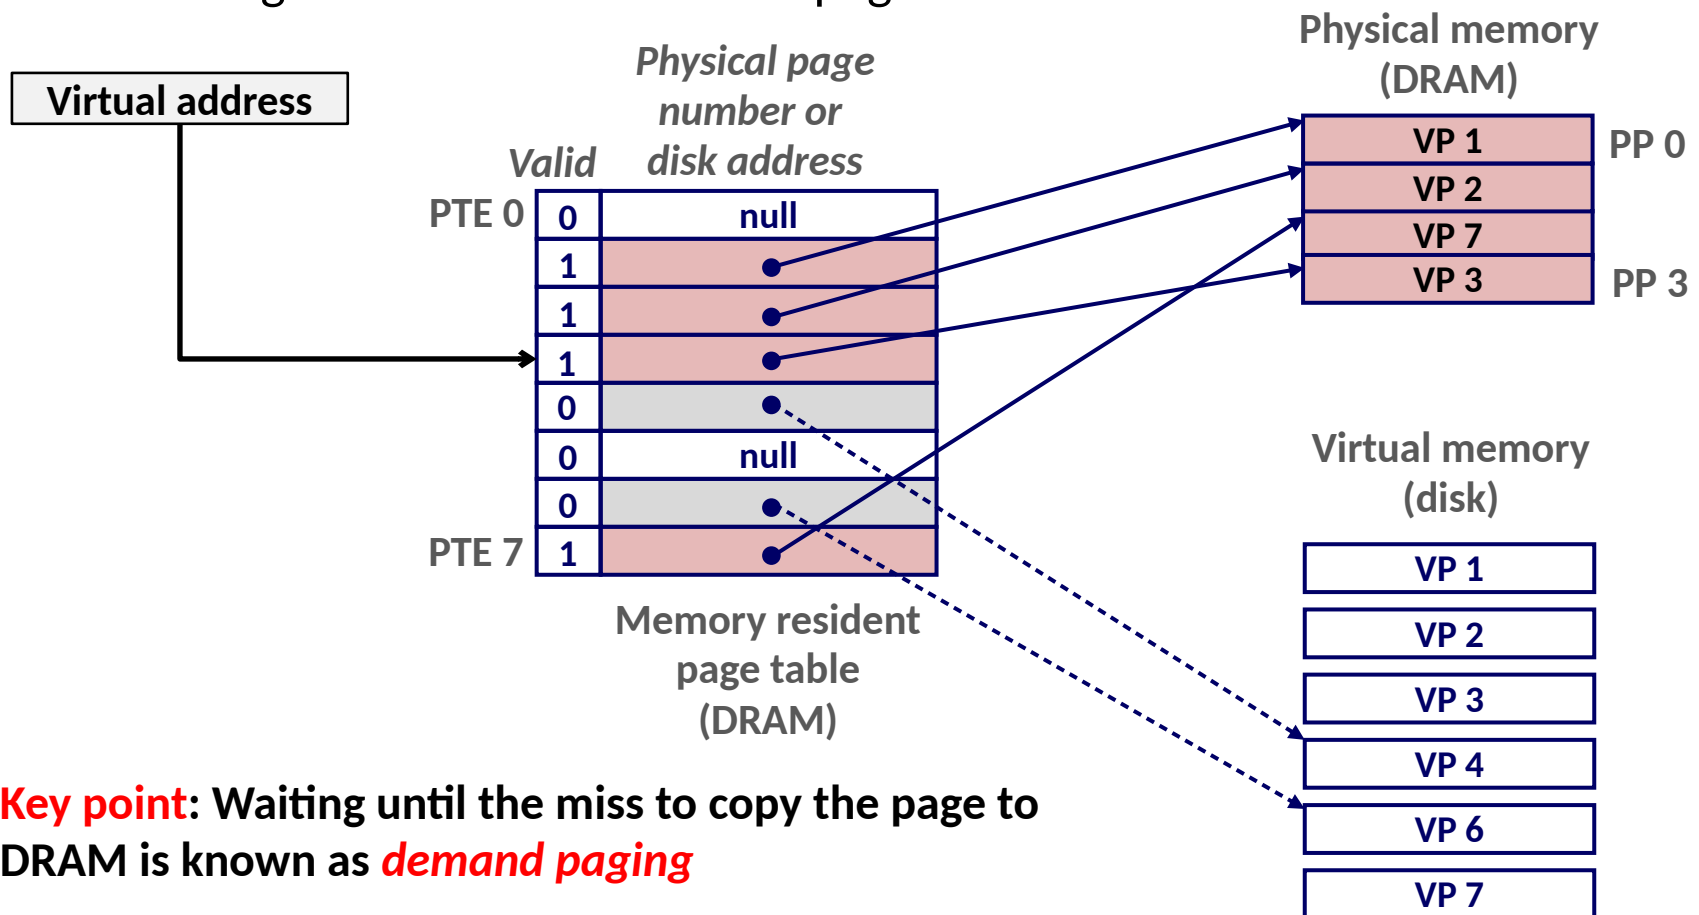 Virtual address
Physical page
number or
disk address
Valid
PTE 0
0
null
1
1
1
0
0
null
0
PTE 7
1
Memory resident
page table
(DRAM)
Physical memory
(DRAM)
VP 1
PP 0
VP 2
VP 7
VP 3
PP 3
Virtual memory
(disk)
VP 1
VP 2
VP 3
VP 4
VP 6
VP 7
Key point: Waiting until the miss to copy the page to
DRAM is known as demand paging